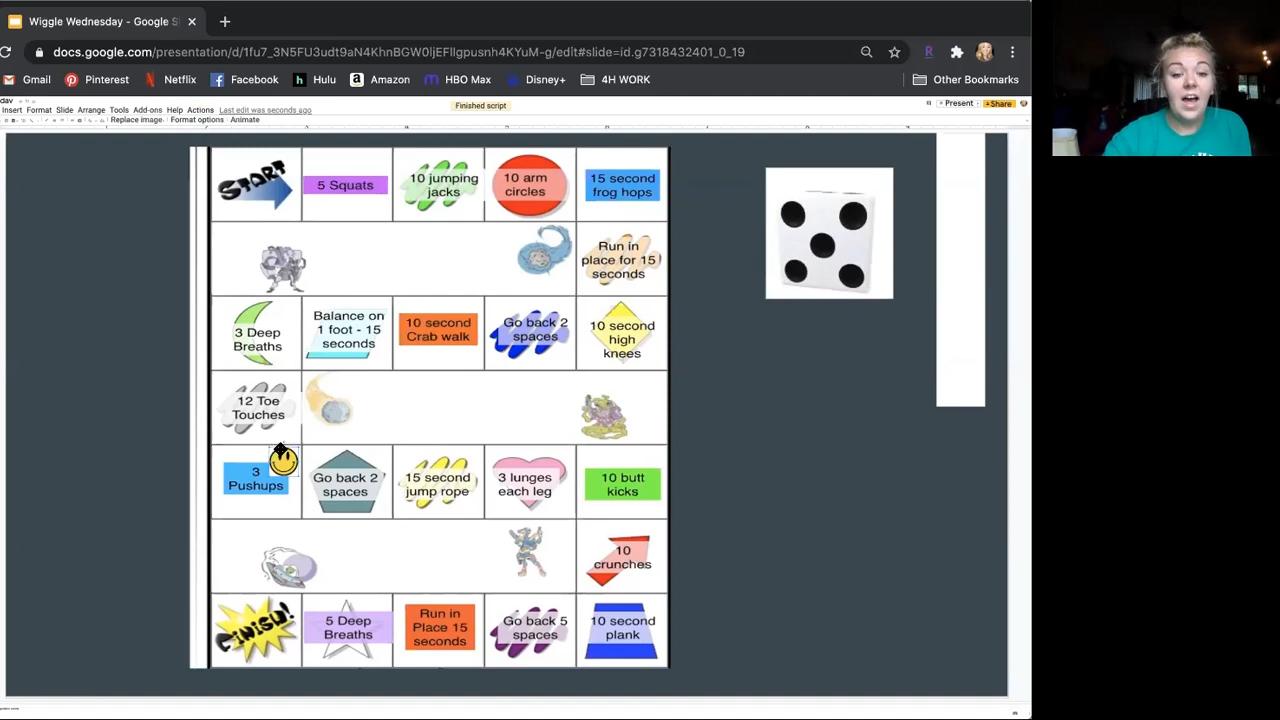 Wiggle Wednesday - Google S
docs.google.com/presentation/d/1fu7_3N5FU3udt9aN4KhnBGW0ljEFIlgpusnh4KYuM-g/edit#slide=id.g7318432401_0_19
R
Gmail Pinterest Netflix Facebook Hulu Amazon HBO Max Disney+ 4H WORK Other Bookmarks
Finished script
Present Share
Insert Format Slide Arrange Tools Add-ons Help Actions Last edit was seconds ago
Replace image Format options Animate
START
5 Squats
10 jumping
jacks
10 arm
circles
15 second
frog hops
Run in
place for 15
seconds
3 Deep
Breaths
Balance on
1 foot - 15
seconds
10 second
Crab walk
Go back 2
spaces
10 second
high
knees
12 Toe
Touches
3
Pushups
Go back 2
spaces
15 second
jump rope
3 lunges
each leg
10 butt
kicks
10
crunches
FINISH!
5 Deep
Breaths
Run in
Place 15
seconds
Go back 5
spaces
10 second
plank